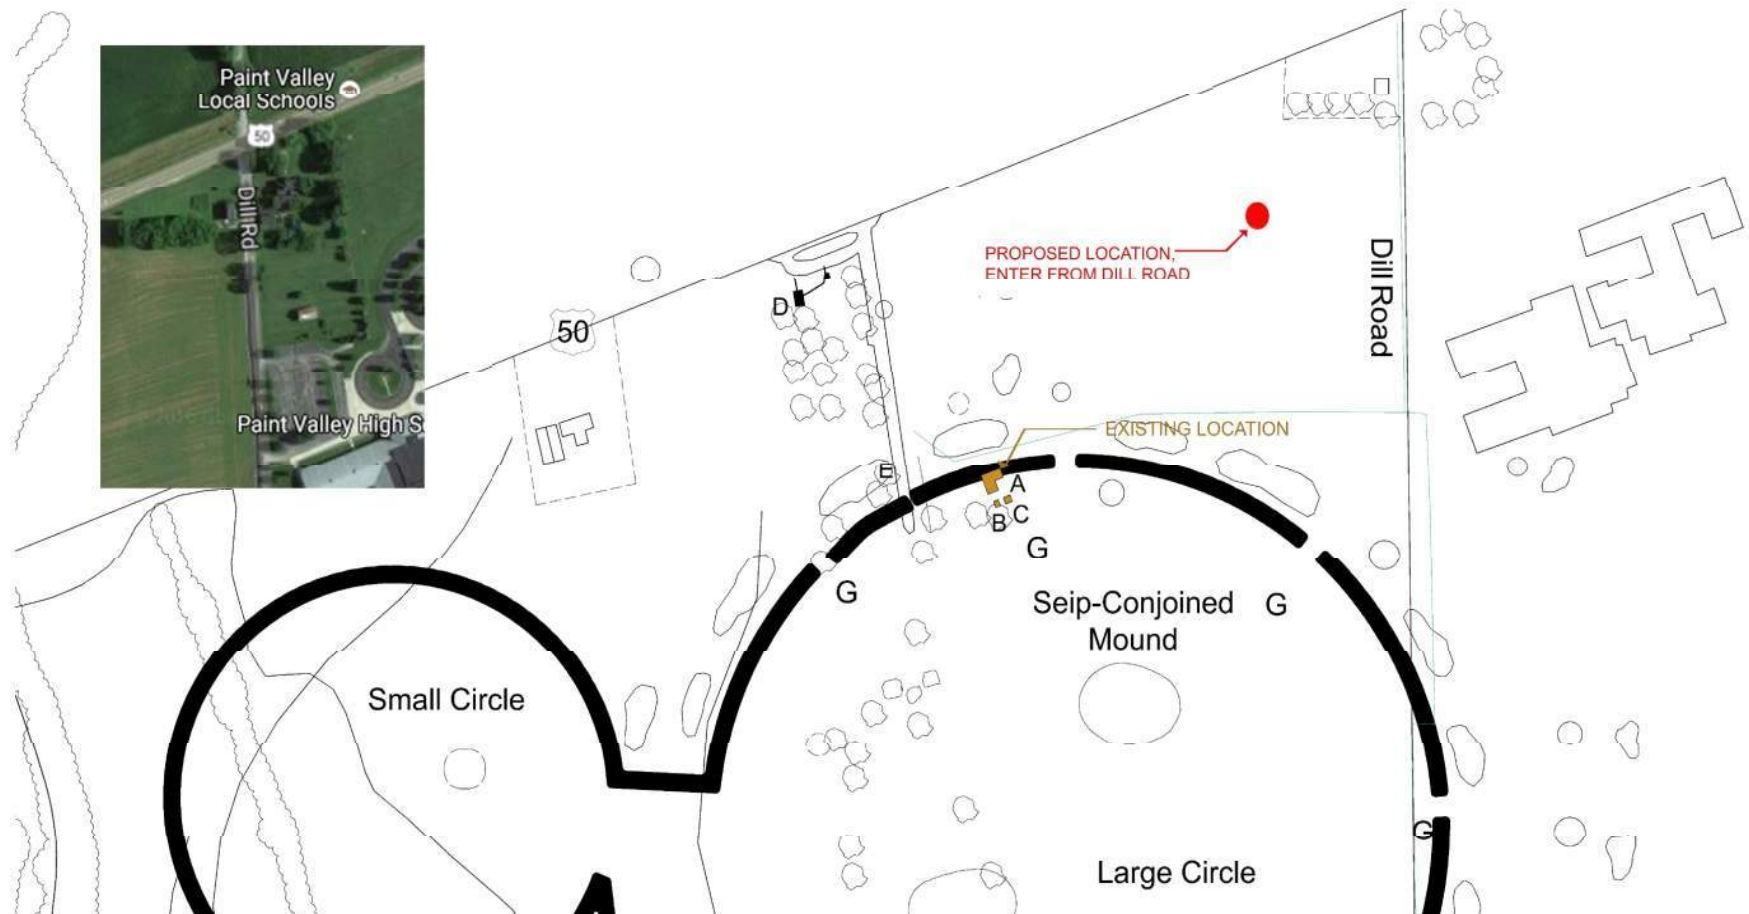 Paint Valley
Local Schools
50
Dill Rd
Paint Valley High S
PROPOSED LOCATION,
ENTER FROM DILL ROAD
Dill Road
D
50
EXISTING LOCATION
E
A
B
C
G
G
Seip-Conjoined
Mound
G
Small Circle
G
Large Circle